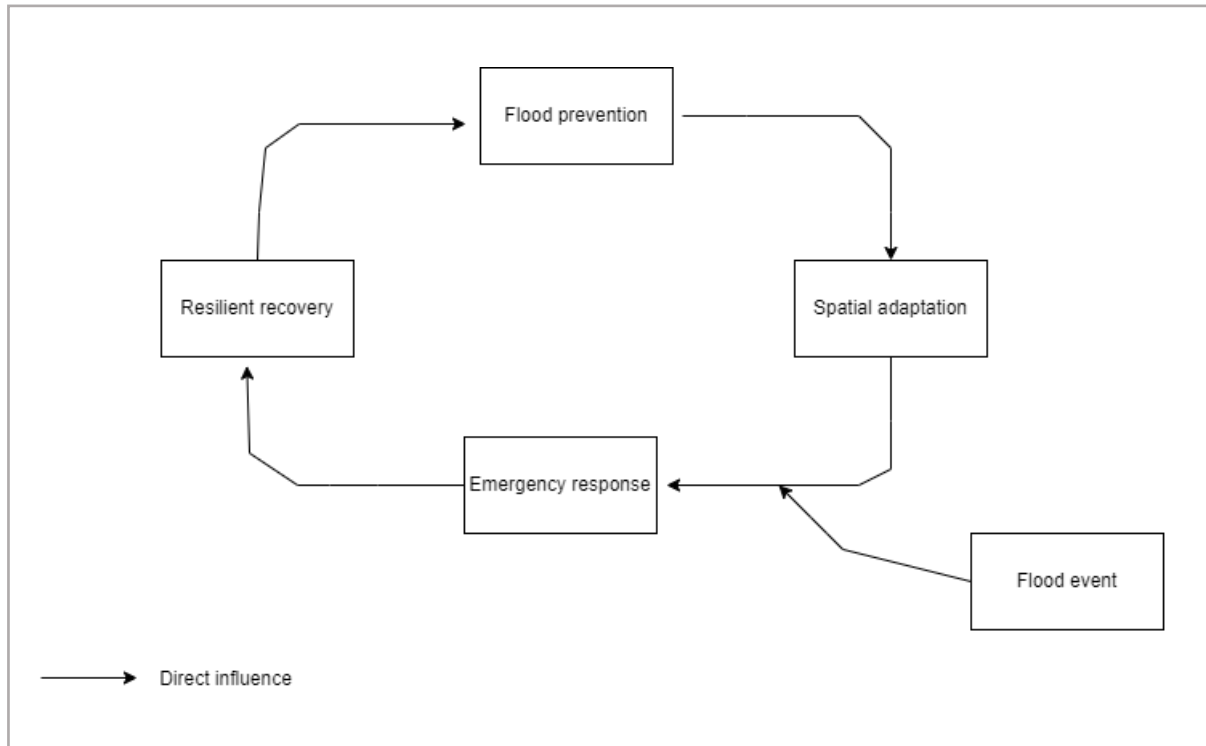 Flood prevention
Resilient recovery
Spatial adaptation
Emergency response
Flood event
Direct influence